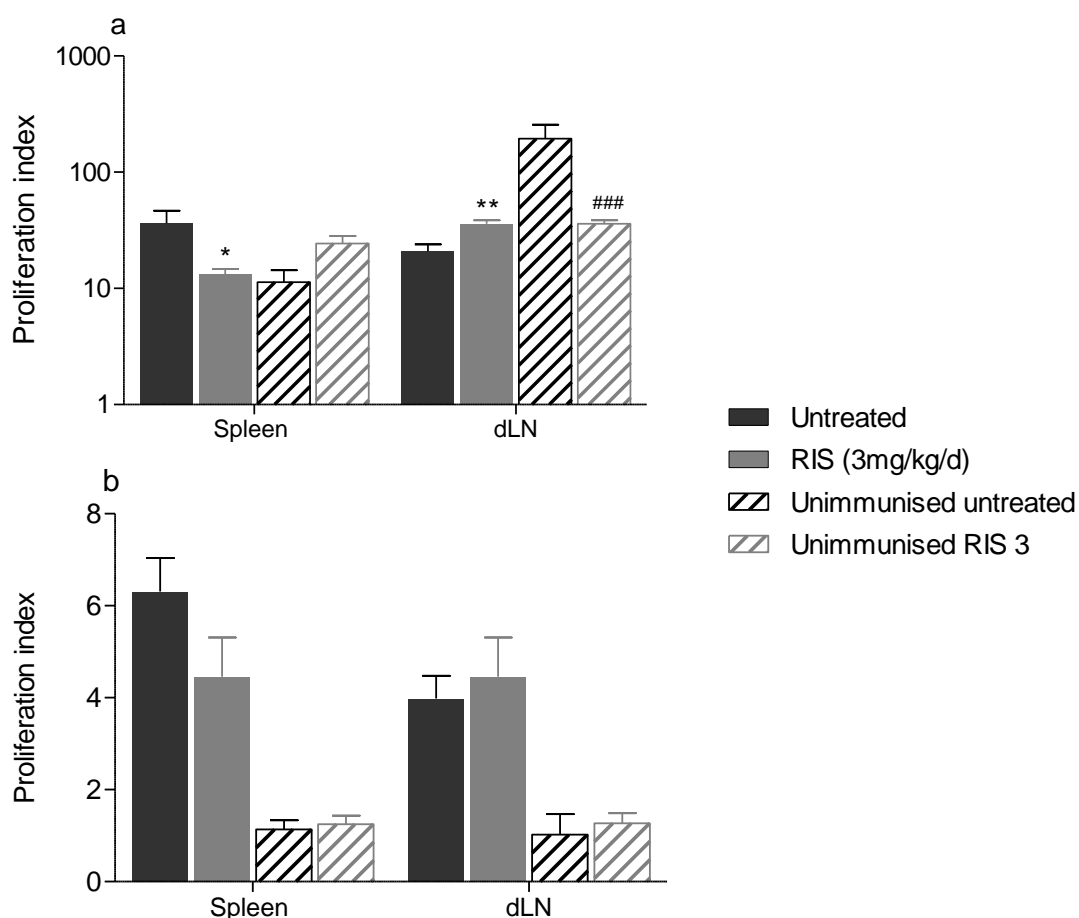 a
1000
100
10
1
Proliferation index
*
**
###
Spleen
dLN
Untreated
RIS (3mg/kg/d)
Unimmunised untreated
Unimmunised RIS 3
b
8
6
4
2
0
Proliferation index
Spleen
dLN